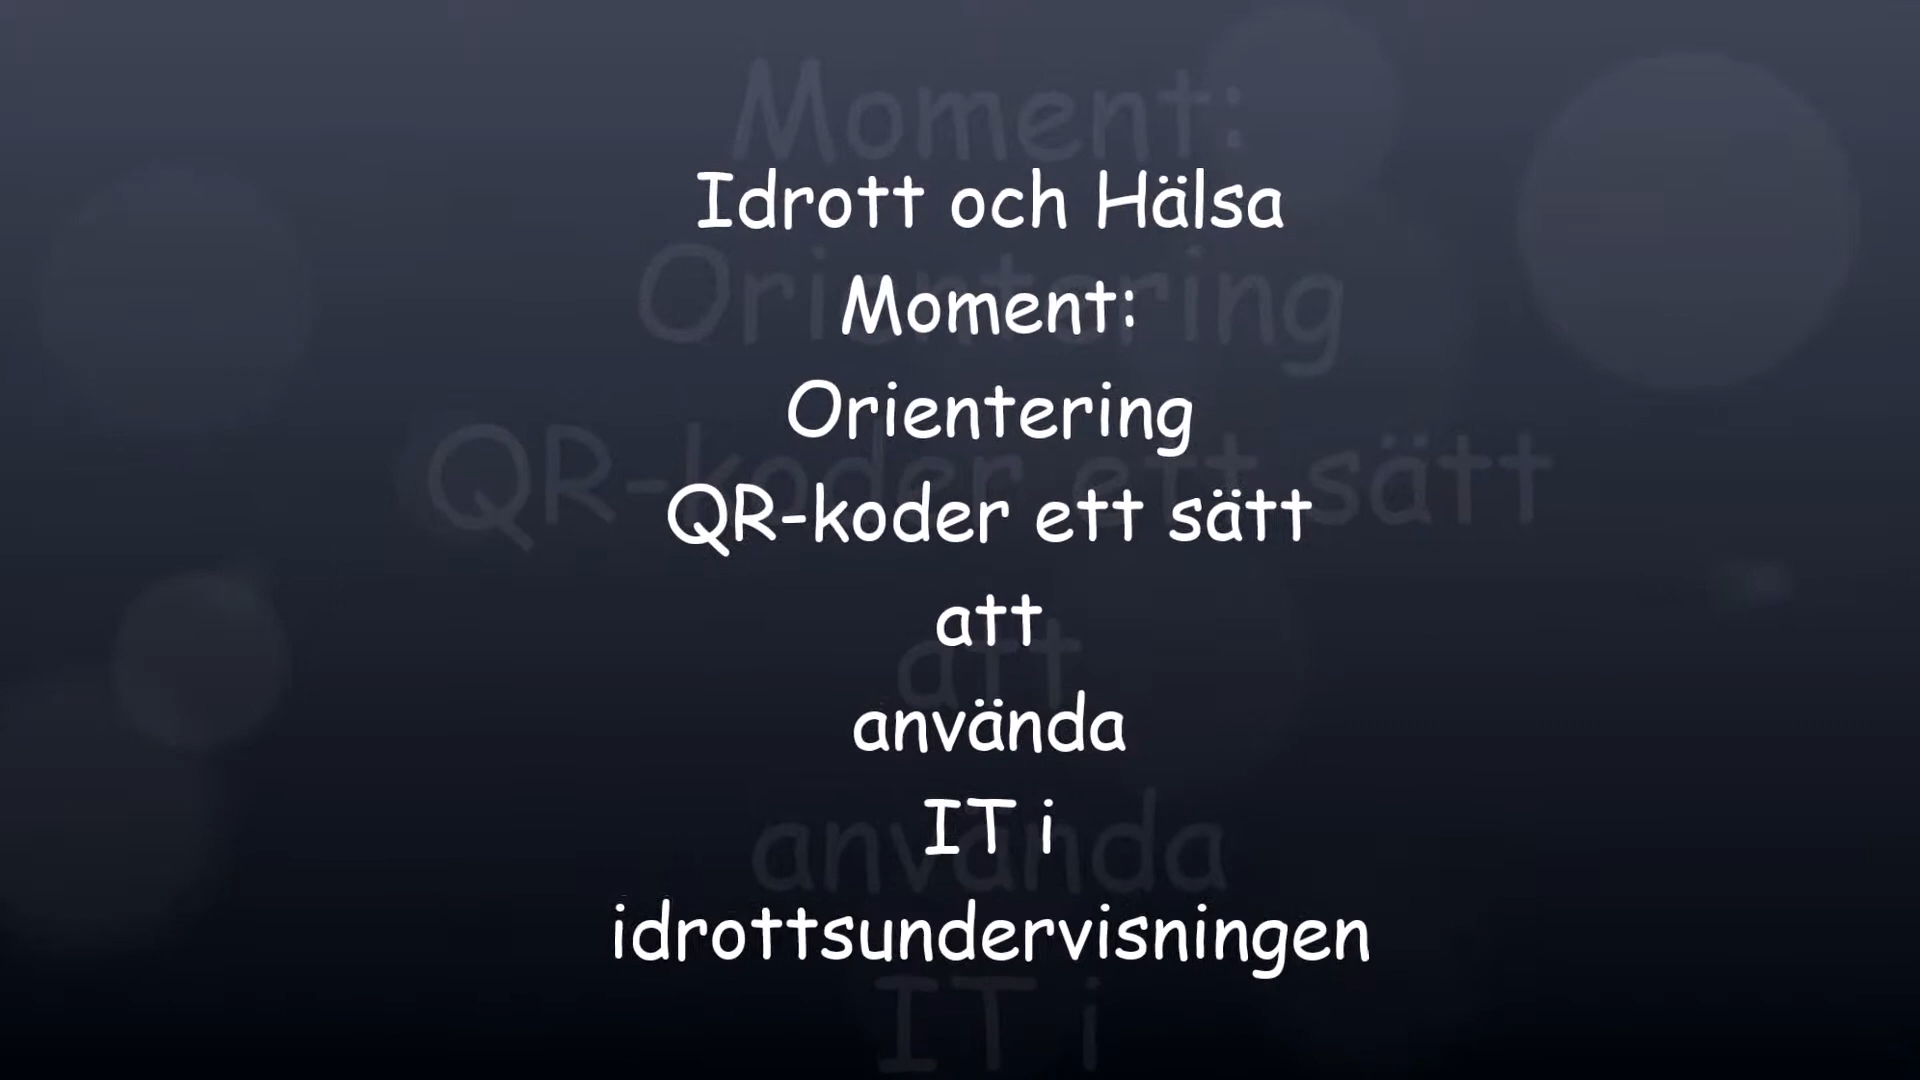 Idrott och Hälsa
Moment:
Orientering
QR-koder ett sätt
att
använda
IT i
idrottsundervisningen